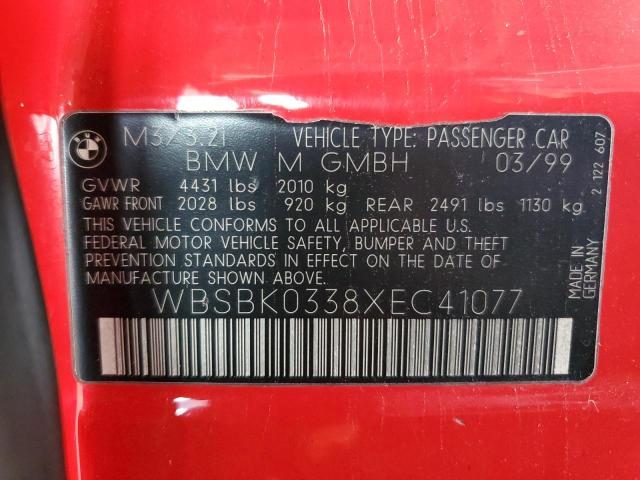 BMW
M3/3.2l VEHICLE TYPE: PASSENGER CAR
BMW M GMBH 03/99
GVWR 4431 lbs 2010 kg
GAWR FRONT 2028 lbs 920 kg REAR 2491 lbs 1130 kg
THIS VEHICLE CONFORMS TO ALL APPLICABLE U.S.
FEDERAL MOTOR VEHICLE SAFETY, BUMPER AND THEFT
PREVENTION STANDARDS IN EFFECT ON THE DATE OF
MANUFACTURE SHOWN ABOVE.
WBSBK0338XEC41077
MADE IN
GERMANY
2 122 607